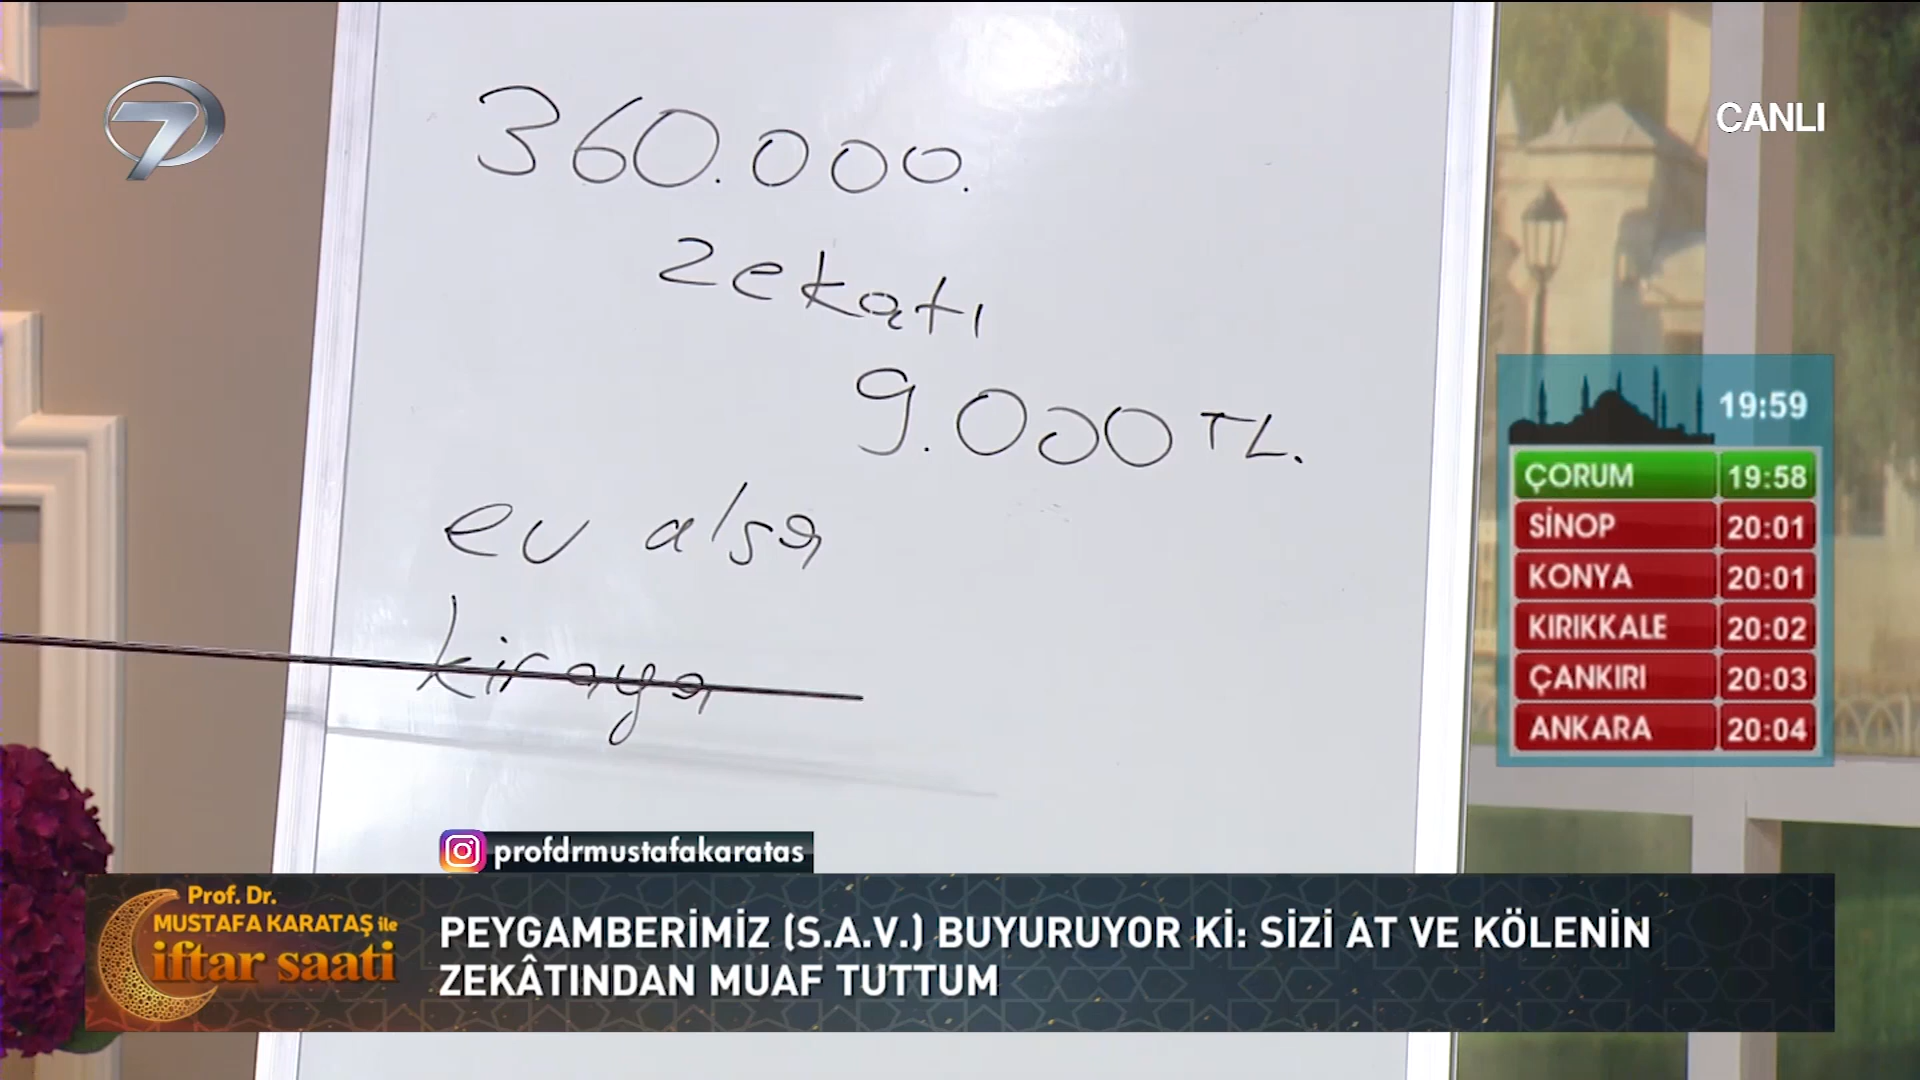 7
CANLI
360.000.
zekatı
9.000 TL.
ev alsa
kiraya
19:59
ÇORUM 19:58
SİNOP 20:01
KONYA 20:01
KIRIKKALE 20:02
ÇANKIRI 20:03
ANKARA 20:04
profdrmustafakaratas
Prof. Dr.
MUSTAFA KARATAŞ ile
iftar saati
PEYGAMBERİMİZ (S.A.V.) BUYURUYOR Kİ: SİZİ AT VE KÖLENİN
ZEKÂTINDAN MUAF TUTTUM